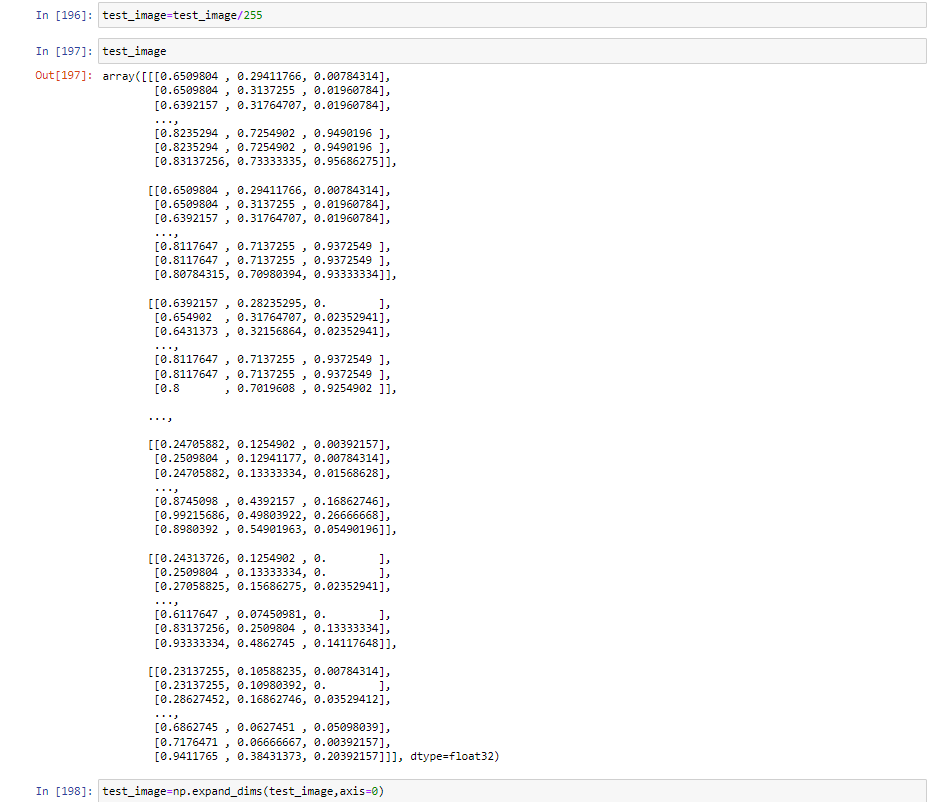 In [196]: test_image=test_image/255
In [197]: test_image
Out[197]: array([[[0.6509804 , 0.29411766, 0.00784314],
[0.6509804 , 0.3137255 , 0.01960784],
[0.6392157 , 0.31764707, 0.01960784],
...,
[0.8235294 , 0.7254902 , 0.9490196 ],
[0.8235294 , 0.7254902 , 0.9490196 ],
[0.83137256, 0.73333335, 0.95686275]],
[[0.6509804 , 0.29411766, 0.00784314],
[0.6509804 , 0.3137255 , 0.01960784],
[0.6392157 , 0.31764707, 0.01960784],
...,
[0.8117647 , 0.7137255 , 0.9372549 ],
[0.8117647 , 0.7137255 , 0.9372549 ],
[0.80784315, 0.70980394, 0.93333334]],
[[0.6392157 , 0.28235295, 0.        ],
[0.654902  , 0.31764707, 0.02352941],
[0.6431373 , 0.32156864, 0.02352941],
...,
[0.8117647 , 0.7137255 , 0.9372549 ],
[0.8117647 , 0.7137255 , 0.9372549 ],
[0.8       , 0.7019608 , 0.9254902 ]],
...,
[[0.24705882, 0.1254902 , 0.00392157],
[0.2509804 , 0.12941177, 0.00784314],
[0.24705882, 0.13333334, 0.01568628],
...,
[0.8745098 , 0.4392157 , 0.16862746],
[0.99215686, 0.49803922, 0.26666668],
[0.8980392 , 0.54901963, 0.05490196]],
[[0.24313726, 0.1254902 , 0.        ],
[0.2509804 , 0.13333334, 0.        ],
[0.27058825, 0.15686275, 0.02352941],
...,
[0.6117647 , 0.07450981, 0.        ],
[0.83137256, 0.2509804 , 0.13333334],
[0.93333334, 0.4862745 , 0.14117648]],
[[0.23137255, 0.10588235, 0.00784314],
[0.23137255, 0.10980392, 0.        ],
[0.28627452, 0.16862746, 0.03529412],
...,
[0.6862745 , 0.0627451 , 0.05098039],
[0.7176471 , 0.06666667, 0.00392157],
[0.9411765 , 0.38431373, 0.20392157]]], dtype=float32)
In [198]: test_image=np.expand_dims(test_image,axis=0)